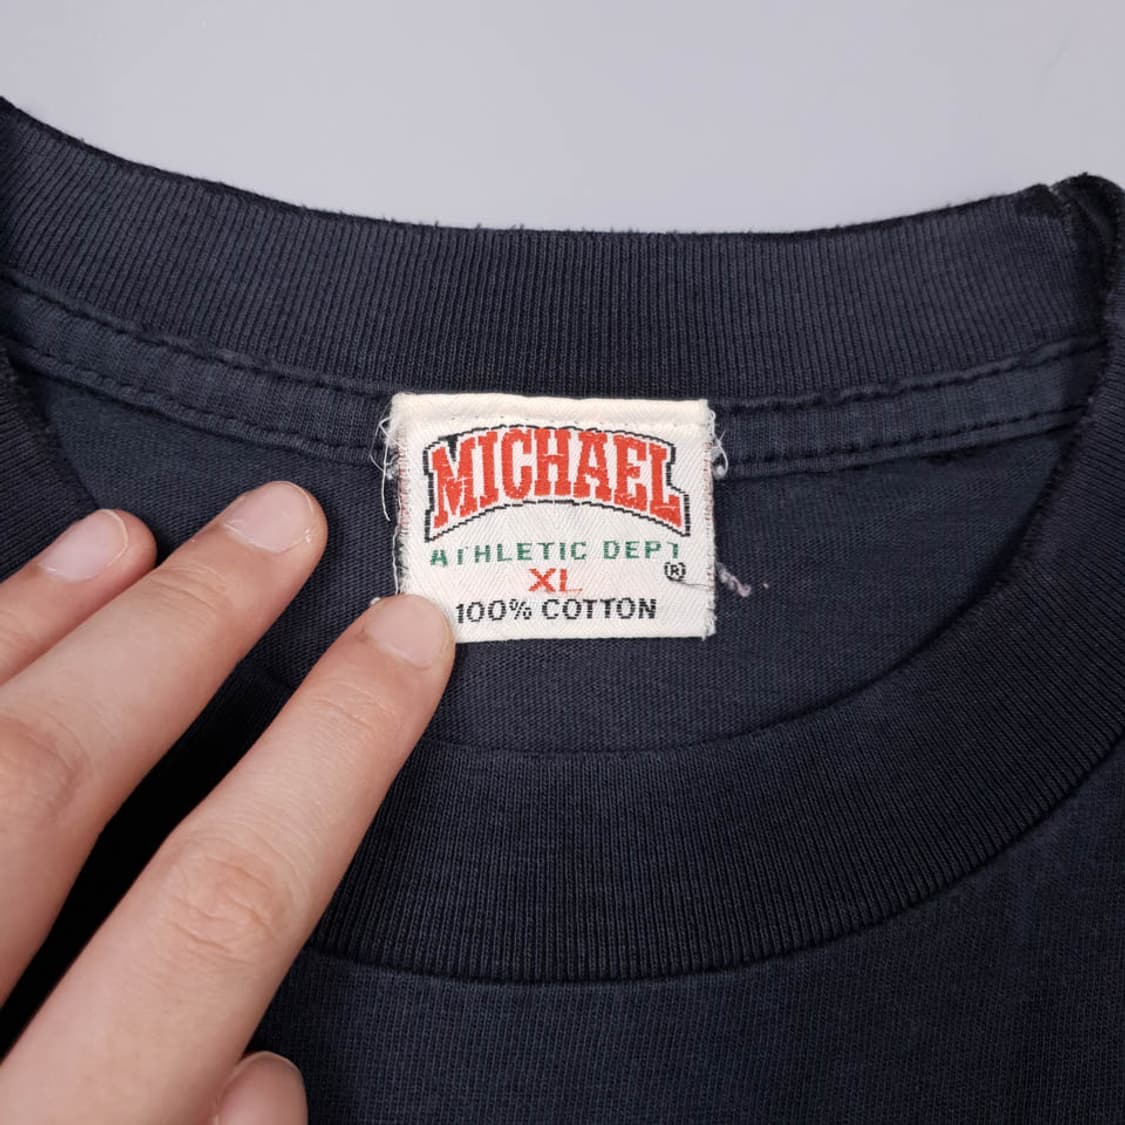 MICHAEL
ATHLETIC DEPT
®
XL
100% COTTON